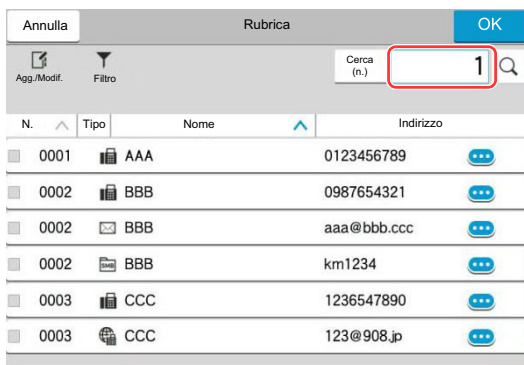 Annulla Rubrica OK
Agg./Modif. Filtro Cerca (n.) 1
N. Tipo Nome Indirizzo
0001 AAA 0123456789
0002 BBB 0987654321
0002 BBB aaa@bbb.ccc
0002 SMB BBB km1234
0003 CCC 1236547890
0003 CCC 123@908.jp